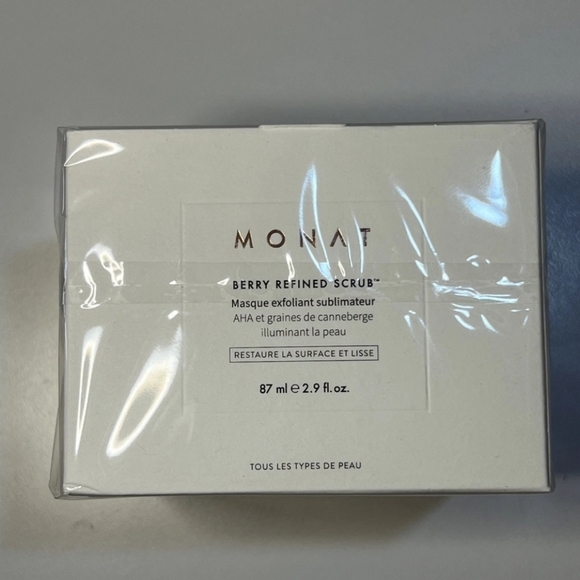 MONAT
BERRY REFINED SCRUB™
Masque exfoliant sublimateur
AHA et graines de canneberge
illuminant la peau
RESTAURE LA SURFACE ET LISSE
87 ml ℮ 2.9 fl. oz.
TOUS LES TYPES DE PEAU